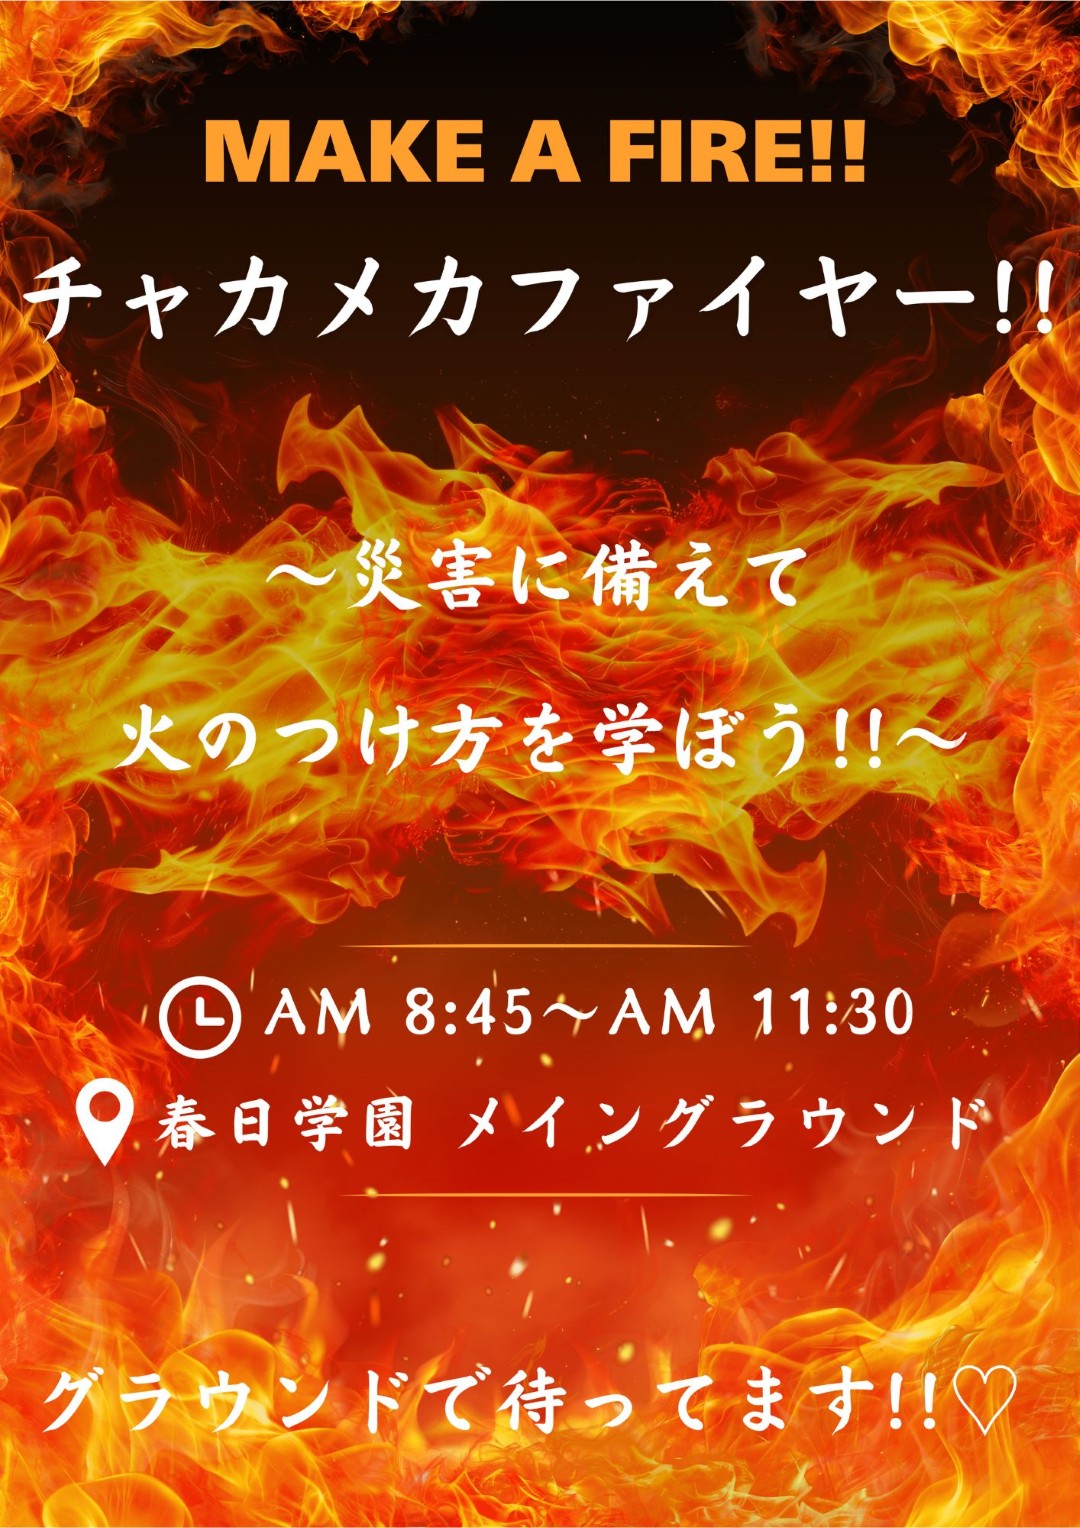 MAKE A FIRE!!
チャカメカファイヤー!!
～災害に備えて
火のつけ方を学ぼう!!～
AM 8:45～AM 11:30
春日学園 メイングラウンド
グラウンドで待ってます!!♡